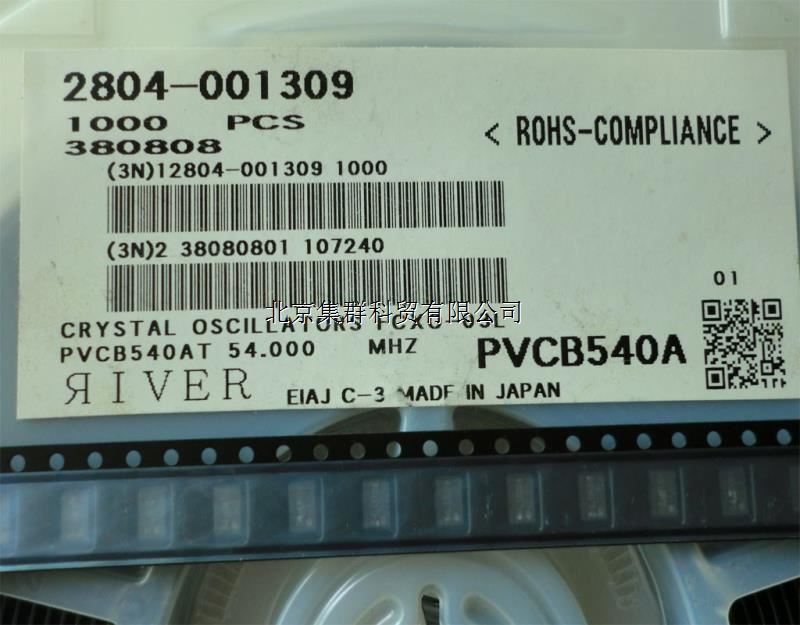 2804-001309
1000 PCS
380808
< ROHS-COMPLIANCE >
(3N)12804-001309 1000
(3N)2 38080801 107240
01
北京集群科贸有限公司
CRYSTAL OSCILLATORS
PVCB540AT 54.000 MHZ
PVCB540A
ЯIVER
EIAJ C-3 MADE IN JAPAN